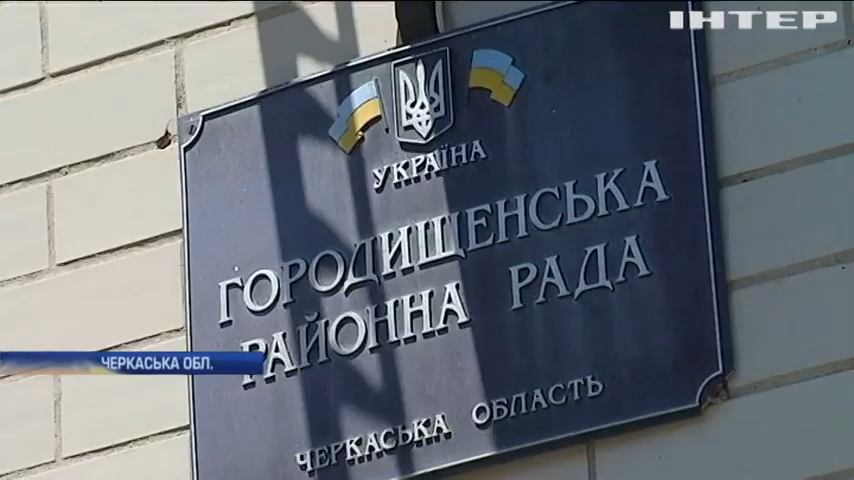 ІНТЕР
УКРАЇНА
ГОРОДИЩЕНСЬКА
РАЙОННА РАДА
ЧЕРКАСЬКА ОБЛ.
ЧЕРКАСЬКА ОБЛАСТЬ